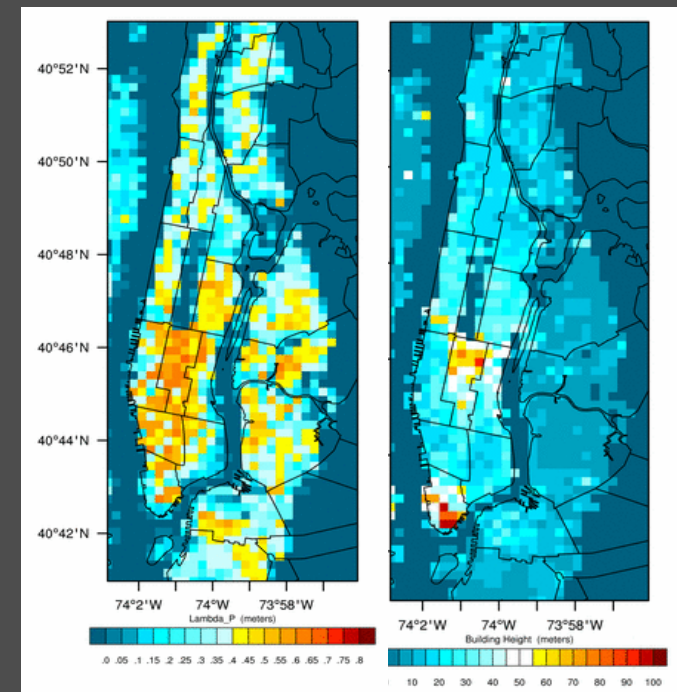 40°52'N
40°50'N
40°48'N
40°46'N
40°44'N
40°42'N
74°2'W 74°W 73°58'W
Lambda_P (meters)
.0 .05 .1 .15 .2 .25 .3 .35 .4 .45 .5 .55 .6 .65 .7 .75 .8
74°2'W 74°W 73°58'W
Building Height (meters)
10 20 30 40 50 60 70 80 90 100